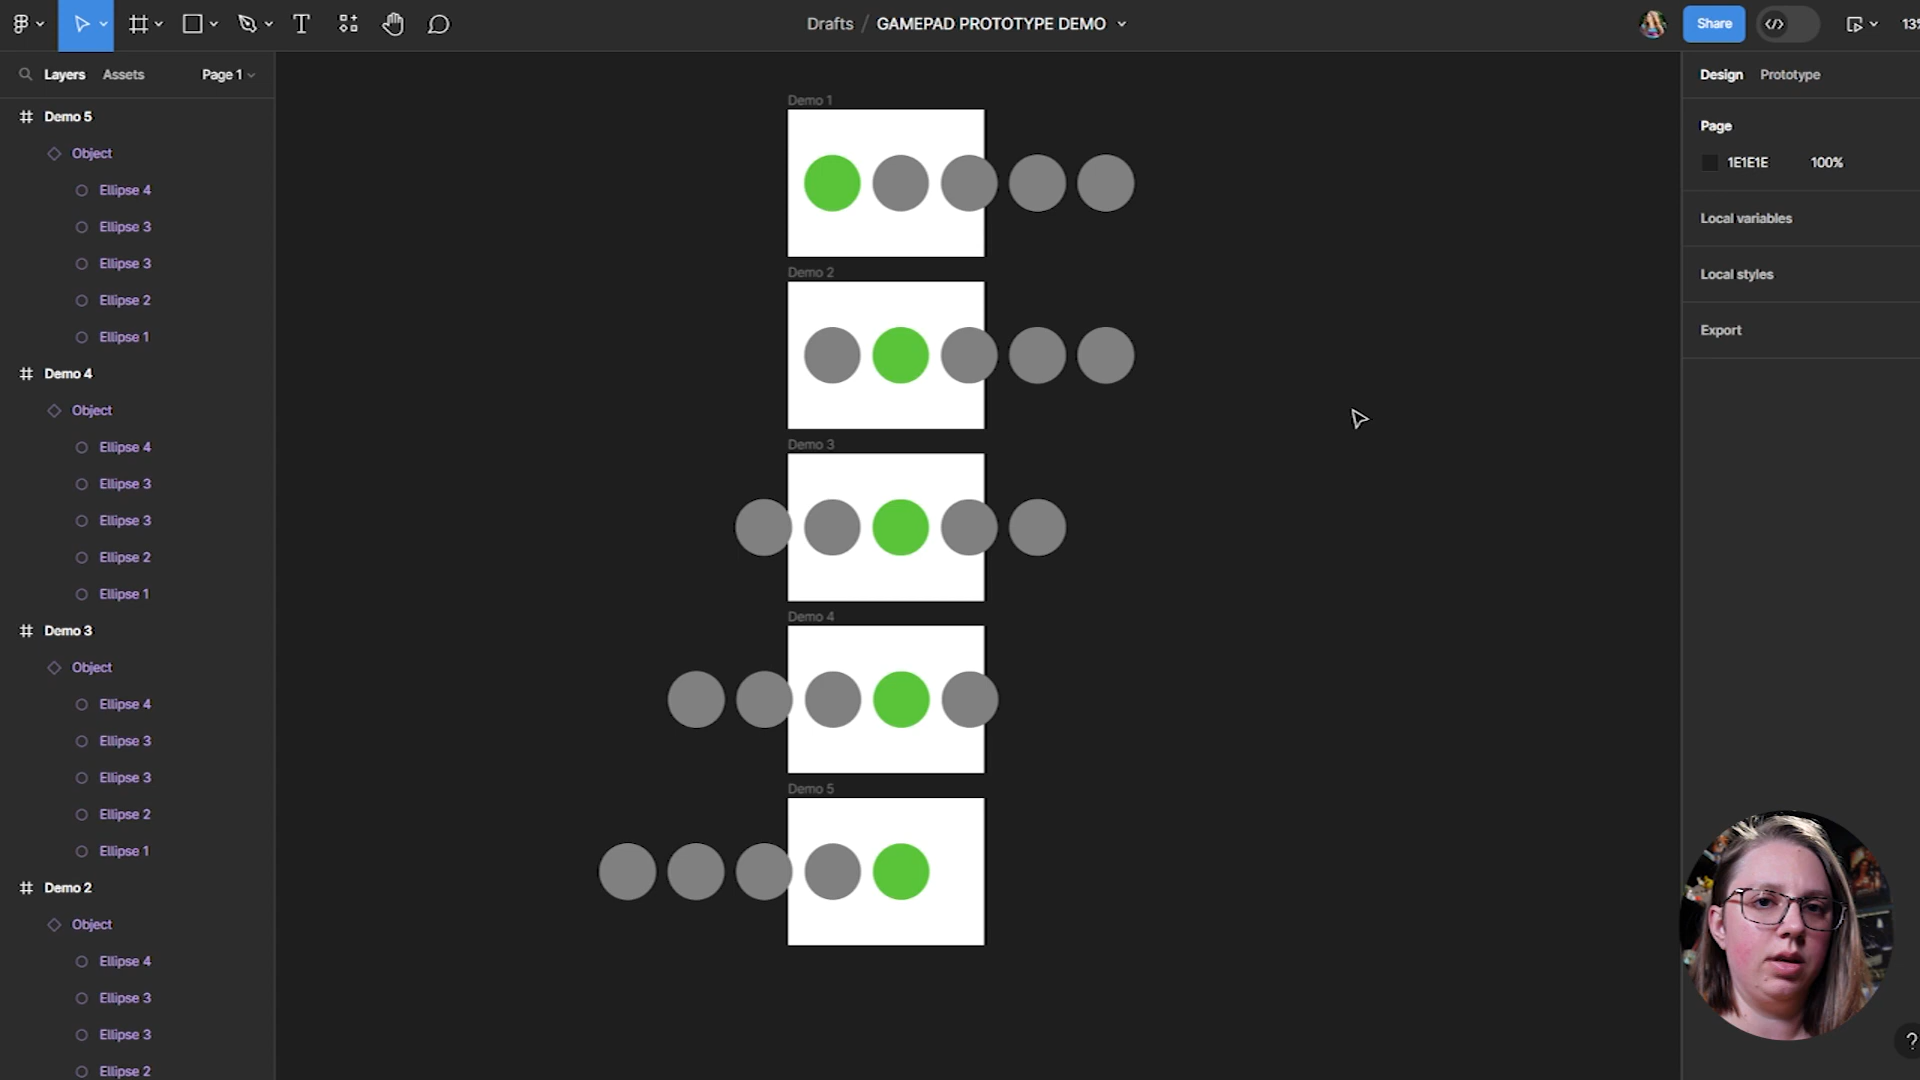 Drafts / GAMEPAD PROTOTYPE DEMO
Share
13%
Layers Assets Page 1
Demo 5
Object
Ellipse 4
Ellipse 3
Ellipse 3
Ellipse 2
Ellipse 1
Demo 4
Object
Ellipse 4
Ellipse 3
Ellipse 3
Ellipse 2
Ellipse 1
Demo 3
Object
Ellipse 4
Ellipse 3
Ellipse 3
Ellipse 2
Ellipse 1
Demo 2
Object
Ellipse 4
Ellipse 3
Ellipse 3
Ellipse 2
Demo 1
Demo 2
Demo 3
Demo 4
Demo 5
Design Prototype
Page
1E1E1E 100%
Local variables
Local styles
Export
?